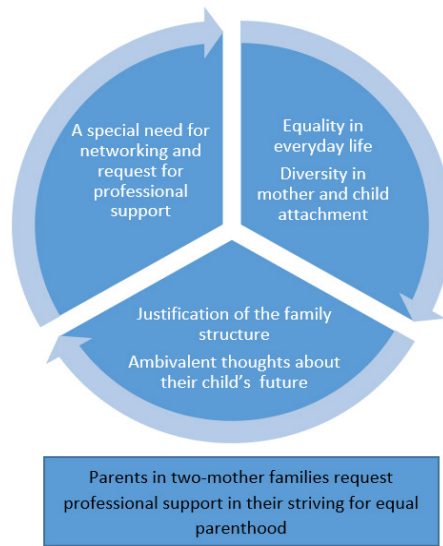 A special need for
networking and
request for
professional
support
Equality in
everyday life
Diversity in
mother and child
attachment
Justification of the family
structure
Ambivalent thoughts about
their child's future
Parents in two-mother families request
professional support in their striving for equal
parenthood